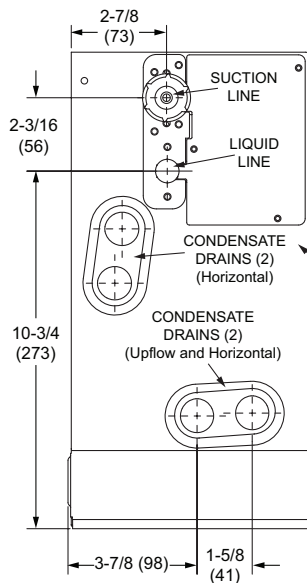 2-7/8
(73)
SUCTION
LINE
2-3/16
(56)
LIQUID
LINE
CONDENSATE
DRAINS (2)
(Horizontal)
10-3/4
(273)
CONDENSATE
DRAINS (2)
(Upflow and Horizontal)
3-7/8 (98)
1-5/8
(41)